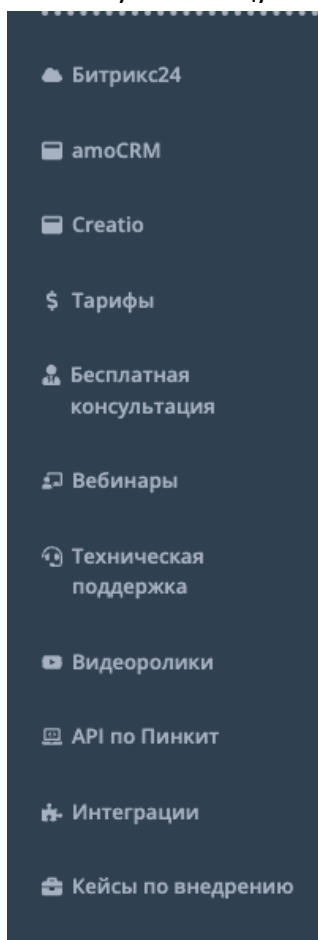 Битрикс24
amoCRM
Creatio
Тарифы
Бесплатная
консультация
Вебинары
Техническая
поддержка
Видеоролики
API по Пинкит
Интеграции
Кейсы по внедрению